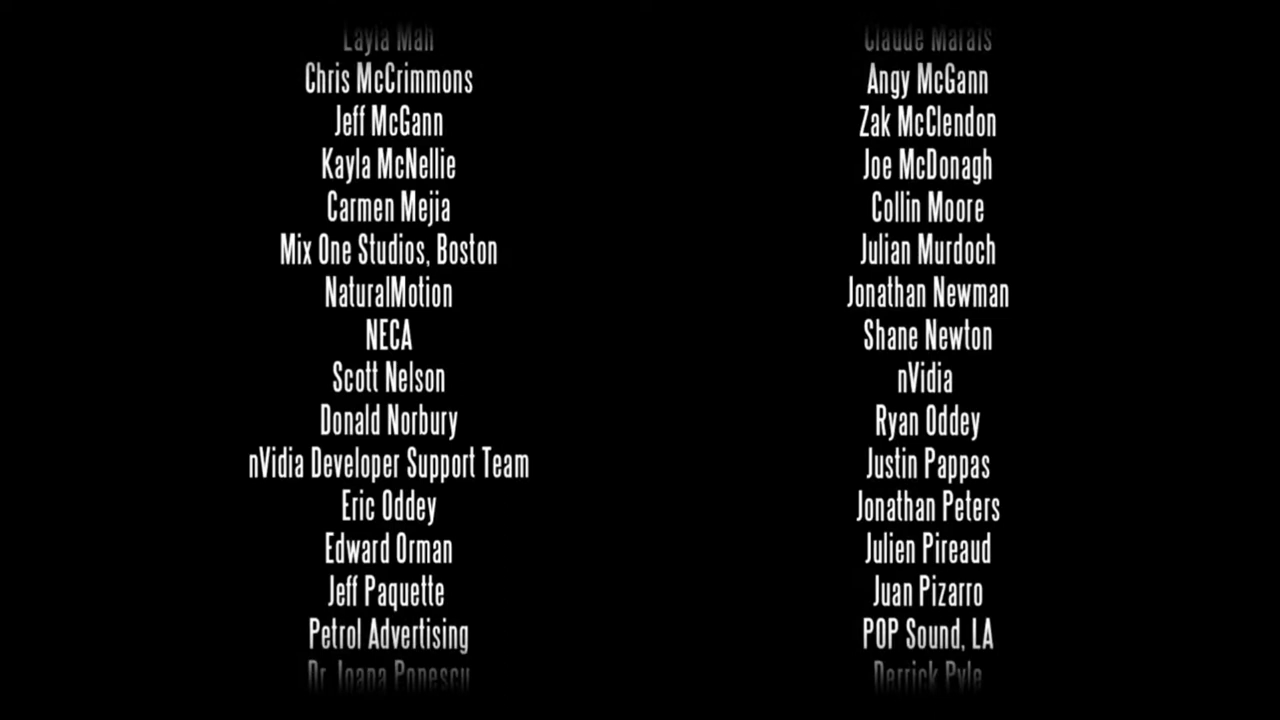 Layla Mah
Claude Marais
Chris McCrimmons
Angy McGann
Jeff McGann
Zak McClendon
Kayla McNellie
Joe McDonagh
Carmen Mejia
Collin Moore
Mix One Studios, Boston
Julian Murdoch
NaturalMotion
Jonathan Newman
NECA
Shane Newton
Scott Nelson
nVidia
Donald Norbury
Ryan Oddey
nVidia Developer Support Team
Justin Pappas
Eric Oddey
Jonathan Peters
Edward Orman
Julien Pireaud
Jeff Paquette
Juan Pizarro
Petrol Advertising
POP Sound, LA
Dr. Joana Popescu
Derrick Pyle